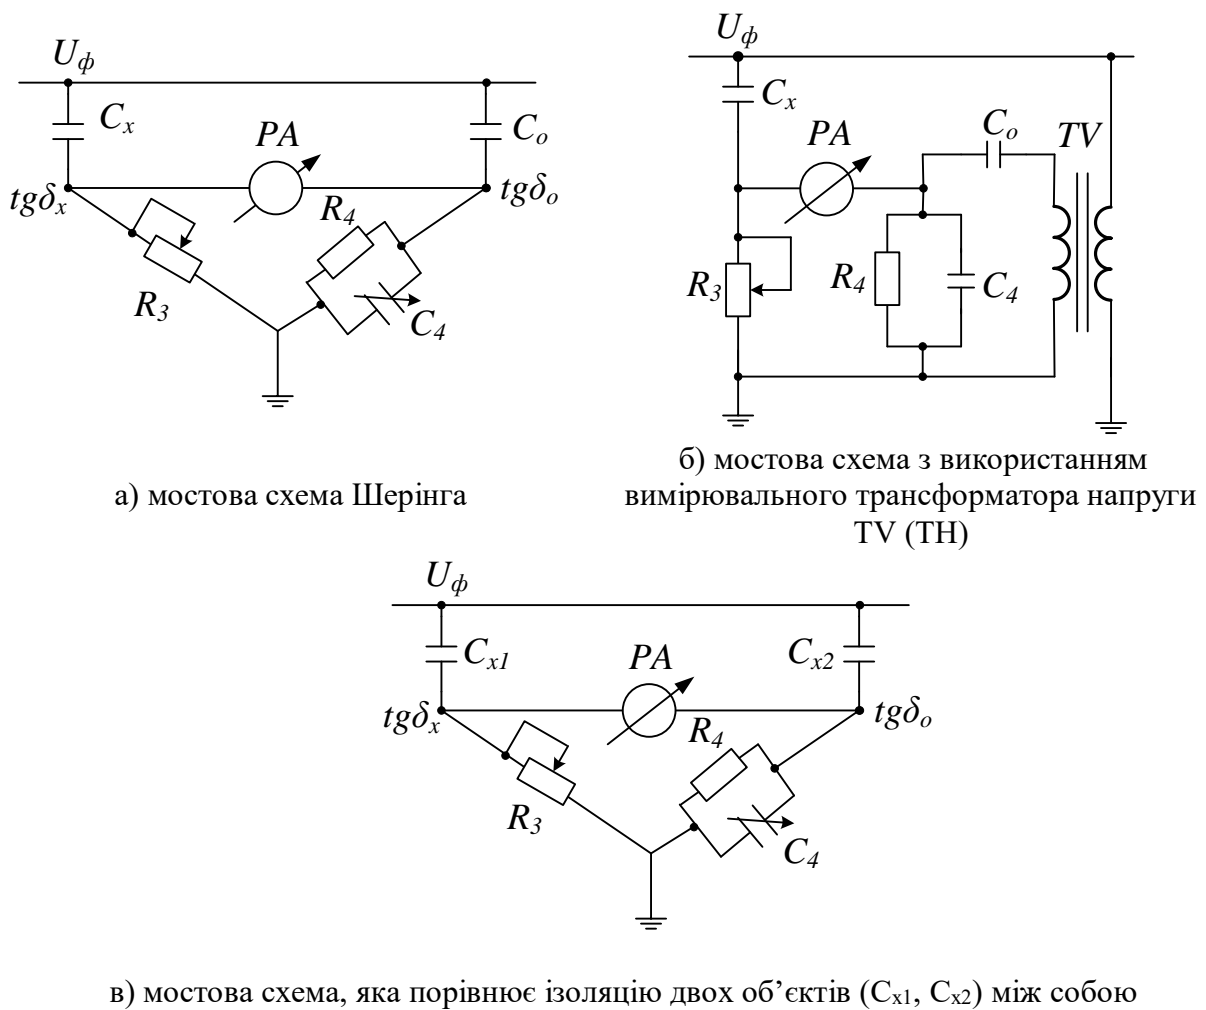 U_ф
C_x
PA
C_o
tgδ_x
tgδ_o
R_4
R_3
C_4
а) мостова схема Шерінга
U_ф
C_x
PA
C_o
TV
R_3
R_4
C_4
б) мостова схема з використанням
вимірювального трансформатора напруги
TV (ТН)
U_ф
C_x1
PA
C_x2
tgδ_x
R_4
tgδ_o
R_3
C_4
в) мостова схема, яка порівнює ізоляцію двох об’єктів (C_x1, C_x2) між собою